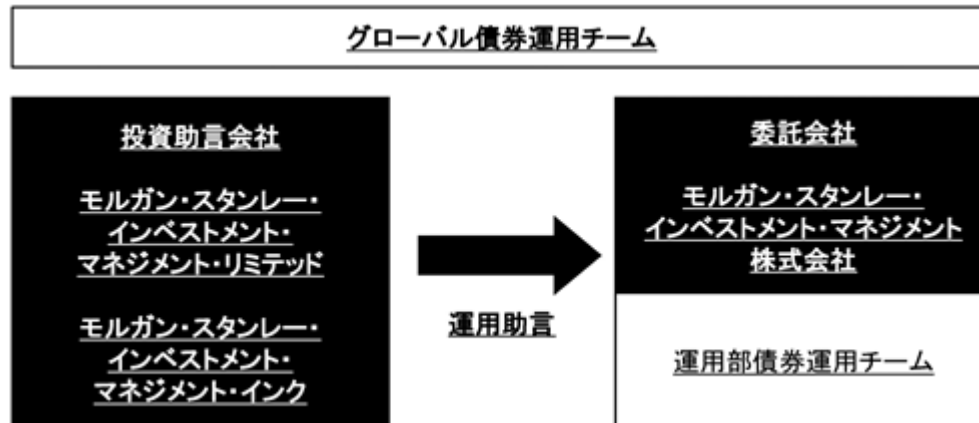 グローバル債券運用チーム
投資助言会社
モルガン・スタンレー・
インベストメント・
マネジメント・リミテッド
モルガン・スタンレー・
インベストメント・
マネジメント・インク
運用助言
委託会社
モルガン・スタンレー・
インベストメント・マネジメント
株式会社
運用部債券運用チーム